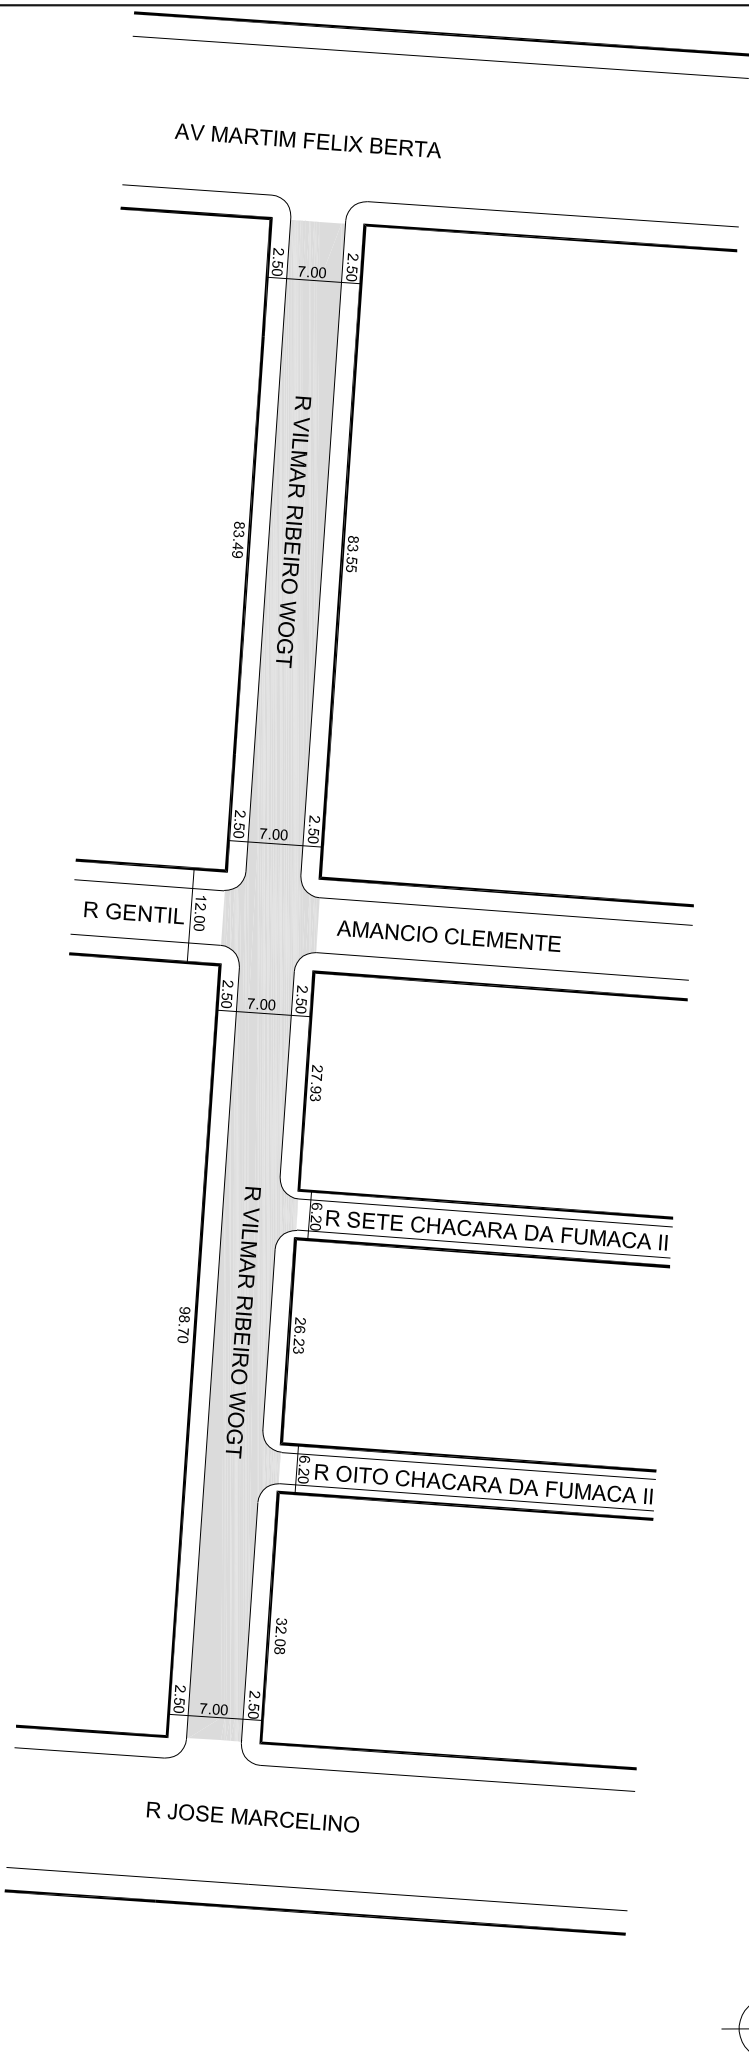 AV MARTIM FELIX BERTA
2.50
7.00
2.50
R VILMAR RIBEIRO WOGT
83.49
83.55
2.50
7.00
2.50
R GENTIL
12.00
AMANCIO CLEMENTE
2.50
7.00
2.50
27.93
6.20
R SETE CHACARA DA FUMACA II
R VILMAR RIBEIRO WOGT
98.70
26.23
6.20
R OITO CHACARA DA FUMACA II
32.08
2.50
7.00
2.50
R JOSE MARCELINO